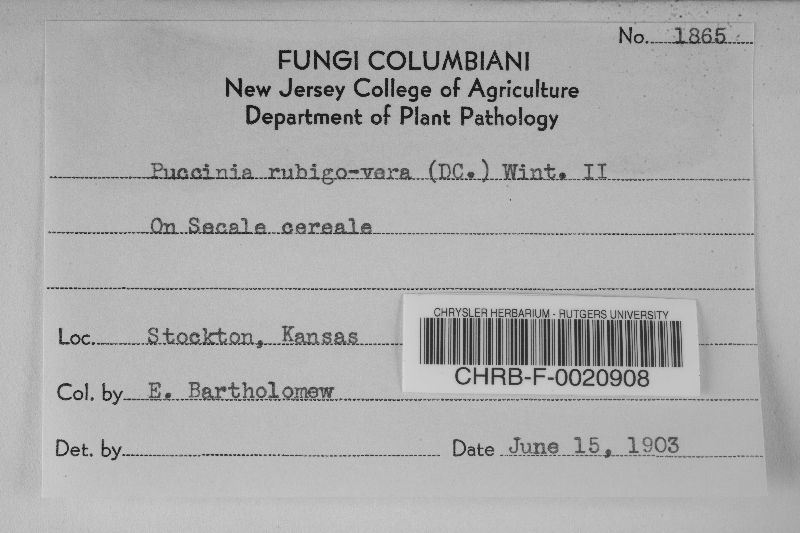 No. 1865
FUNGI COLUMBIANI
New Jersey College of Agriculture
Department of Plant Pathology
Puccinia rubigo-vera (DC.) Wint. II
On Secale cereale
Loc. Stockton, Kansas
CHRYSLER HERBARIUM - RUTGERS UNIVERSITY
CHRB-F-0020908
Col. by E. Bartholomew
Det. by
Date June 15, 1903